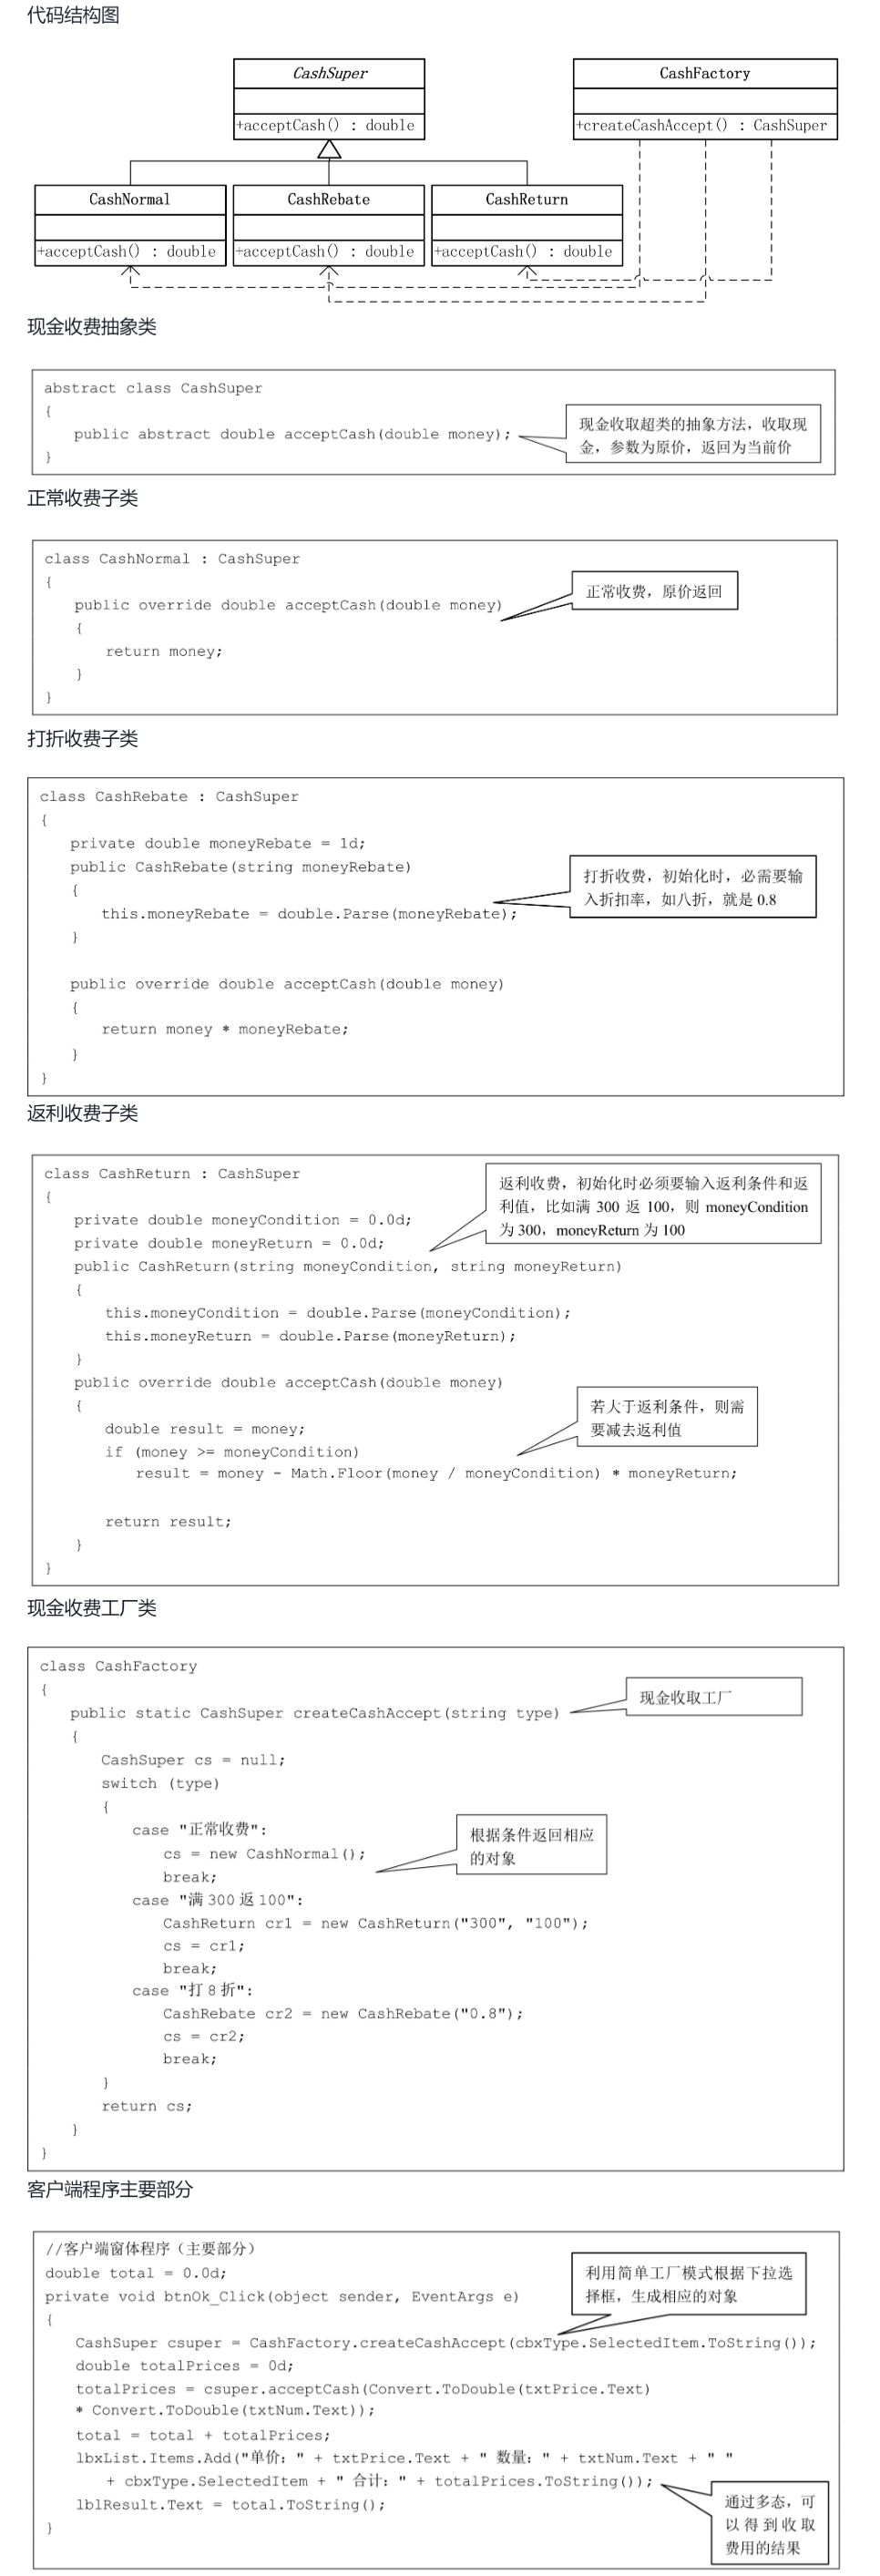 代码结构图
CashSuper
CashFactory
+acceptCash() : double
+createCashAccept() : CashSuper
CashNormal
CashRebate
CashReturn
+acceptCash() : double
+acceptCash() : double
+acceptCash() : double
现金收费抽象类
abstract class CashSuper
{
public abstract double acceptCash(double money);
}
现金收取超类的抽象方法，收取现
金，参数为原价，返回为当前价
正常收费子类
class CashNormal : CashSuper
{
public override double acceptCash(double money)
{
return money;
}
}
正常收费，原价返回
打折收费子类
class CashRebate : CashSuper
{
private double moneyRebate = 1d;
public CashRebate(string moneyRebate)
{
this.moneyRebate = double.Parse(moneyRebate);
}
打折收费，初始化时，必需要输
入折扣率，如八折，就是 0.8
public override double acceptCash(double money)
{
return money * moneyRebate;
}
}
返利收费子类
class CashReturn : CashSuper
{
private double moneyCondition = 0.0d;
private double moneyReturn = 0.0d;
public CashReturn(string moneyCondition, string moneyReturn)
{
this.moneyCondition = double.Parse(moneyCondition);
this.moneyReturn = double.Parse(moneyReturn);
}
返利收费，初始化时必须要输入返利条件和返
利值，比如满 300 返 100，则 moneyCondition
为 300，moneyReturn 为 100
public override double acceptCash(double money)
{
double result = money;
if (money >= moneyCondition)
result = money - Math.Floor(money / moneyCondition) * moneyReturn;
若大于返利条件，则需
要减去返利值
return result;
}
}
现金收费工厂类
class CashFactory
{
public static CashSuper createCashAccept(string type)
现金收取工厂
{
CashSuper cs = null;
switch (type)
{
case "正常收费":
cs = new CashNormal();
break;
根据条件返回相应
的对象
case "满 300 返 100":
CashReturn cr1 = new CashReturn("300", "100");
cs = cr1;
break;
case "打 8 折":
CashRebate cr2 = new CashRebate("0.8");
cs = cr2;
break;
}
return cs;
}
}
客户端程序主要部分
//客户端窗体程序（主要部分）
double total = 0.0d;
private void btnOk_Click(object sender, EventArgs e)
{
利用简单工厂模式根据下拉选
择框，生成相应的对象
CashSuper csuper = CashFactory.createCashAccept(cbxType.SelectedItem.ToString());
double totalPrices = 0d;
totalPrices = csuper.acceptCash(Convert.ToDouble(txtPrice.Text)
* Convert.ToDouble(txtNum.Text));
total = total + totalPrices;
lbxList.Items.Add("单价：" + txtPrice.Text + " 数量：" + txtNum.Text + " "
+ cbxType.SelectedItem + " 合计：" + totalPrices.ToString());
lblResult.Text = total.ToString();
}
通过多态，可
以得到收取
费用的结果